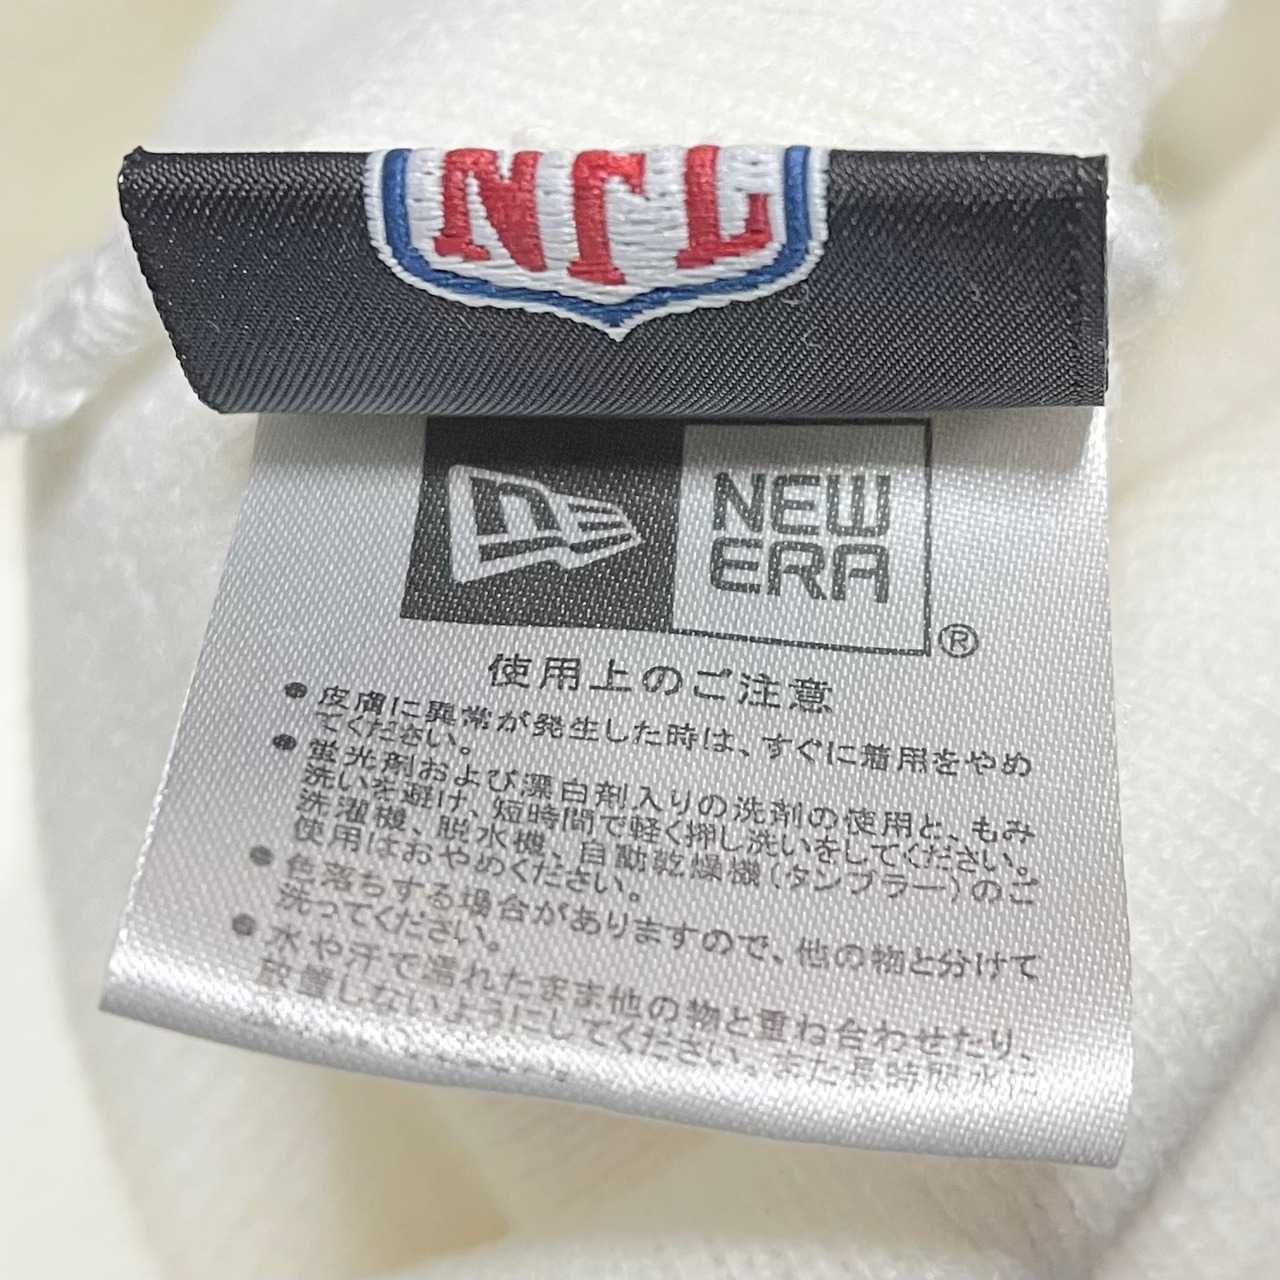 NFL
NEW
ERA
®
使用上のご注意
● 皮膚に異常が発生した時は、すぐに着用をやめ
てください。
● 蛍光剤および漂白剤入りの洗剤の使用と、もみ
洗いを避け、短時間で軽く押し洗いをしてください。
洗濯機、脱水機、自動乾燥機(タンブラー)のご
使用はおやめください。
● 色落ちする場合がありますので、他の物と分けて
洗ってください。
● 水や汗で濡れたまま他の物と重ね合わせたり、
放置しないようにしてください。また長時間水に